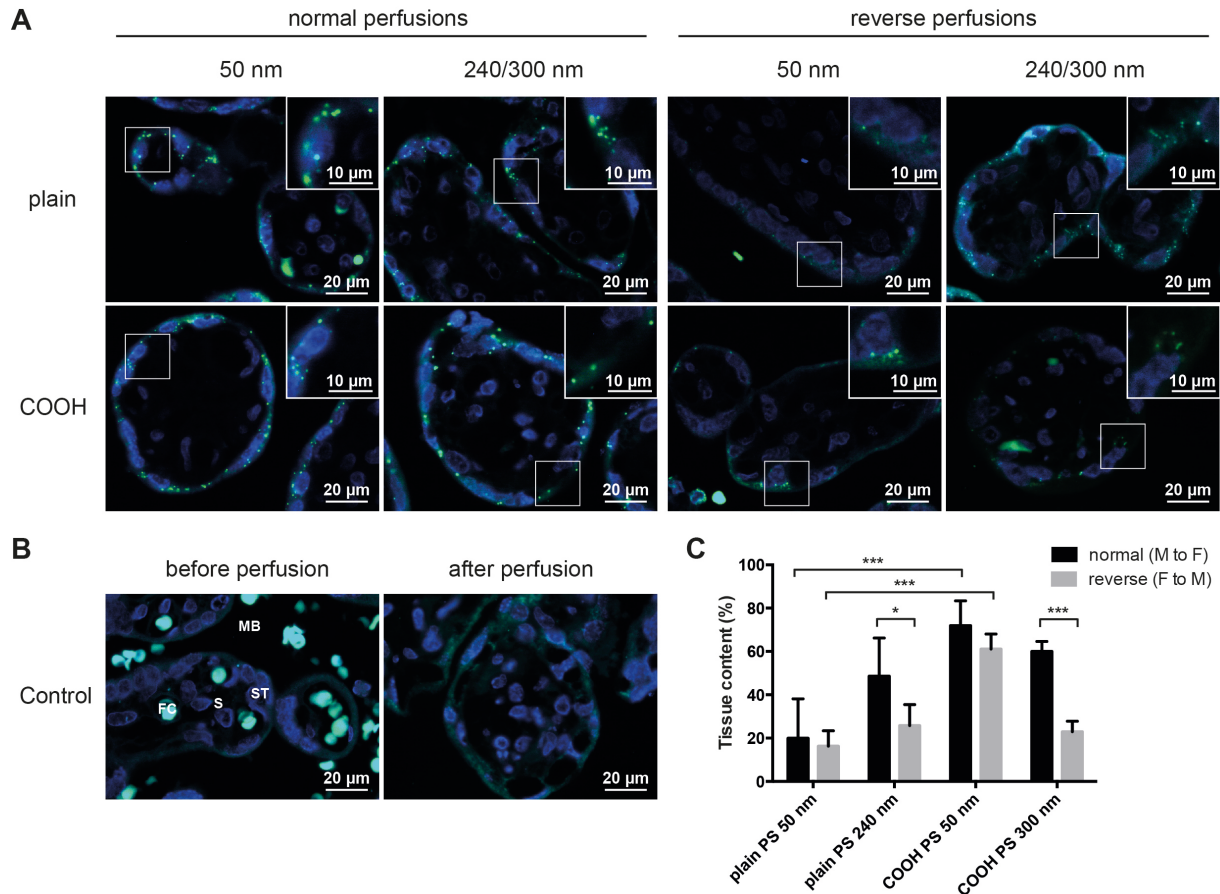 A
normal perfusions
reverse perfusions
50 nm
240/300 nm
50 nm
240/300 nm
plain
10 µm
20 µm
10 µm
20 µm
10 µm
20 µm
10 µm
20 µm
COOH
10 µm
20 µm
10 µm
20 µm
10 µm
20 µm
10 µm
20 µm
B
before perfusion
after perfusion
Control
MB
FC
S
ST
20 µm
20 µm
C
normal (M to F)
reverse (F to M)
Tissue content (%)
100
80
60
40
20
0
***
***
*
***
plain PS 50 nm
plain PS 240 nm
COOH PS 50 nm
COOH PS 300 nm